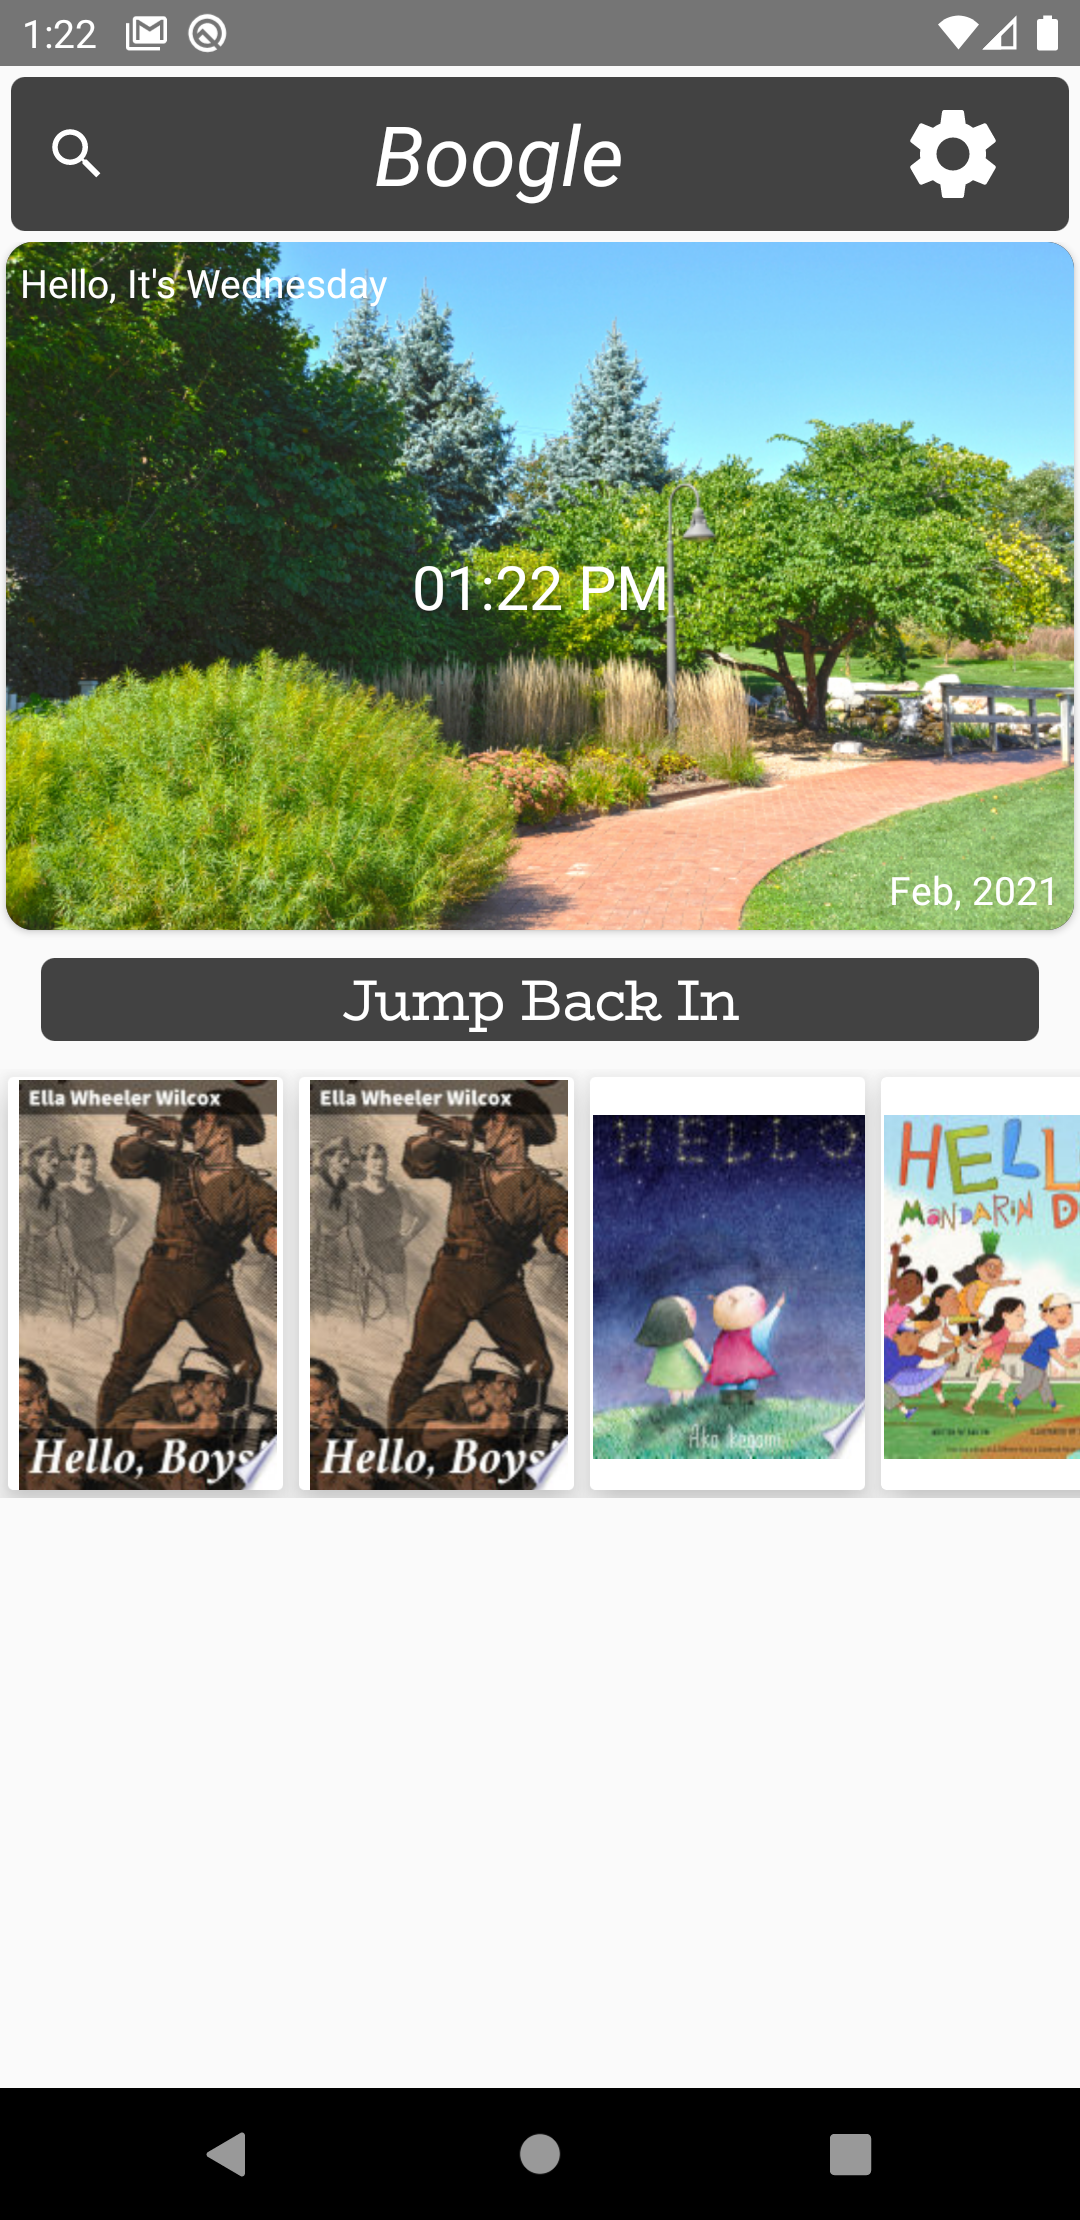 1:22
Boogle
Hello, It's Wednesday
01:22 PM
Feb, 2021
Jump Back In
Ella Wheeler Wilcox
Hello, Boys!
Ella Wheeler Wilcox
Hello, Boys!
HELLO
Aka Ikegami
HELL
MANDARIN D